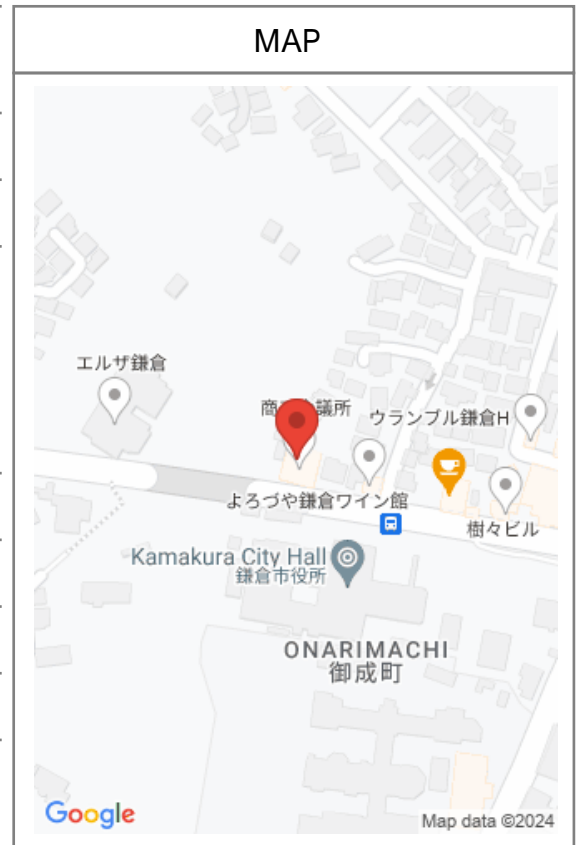 MAP
エルザ鎌倉
商 議所
ウランブル鎌倉H
よろづや鎌倉ワイン館
樹々ビル
Kamakura City Hall
鎌倉市役所
ONARIMACHI
御成町
Google
Map data ©2024